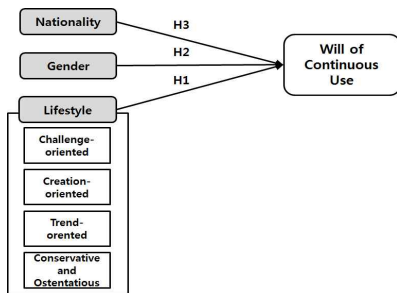 Nationality
H3
Gender
H2
Will of
Continuous
Use
Lifestyle
H1
Challenge-
oriented
Creation-
oriented
Trend-
orented
Conservative
and
Ostentatious